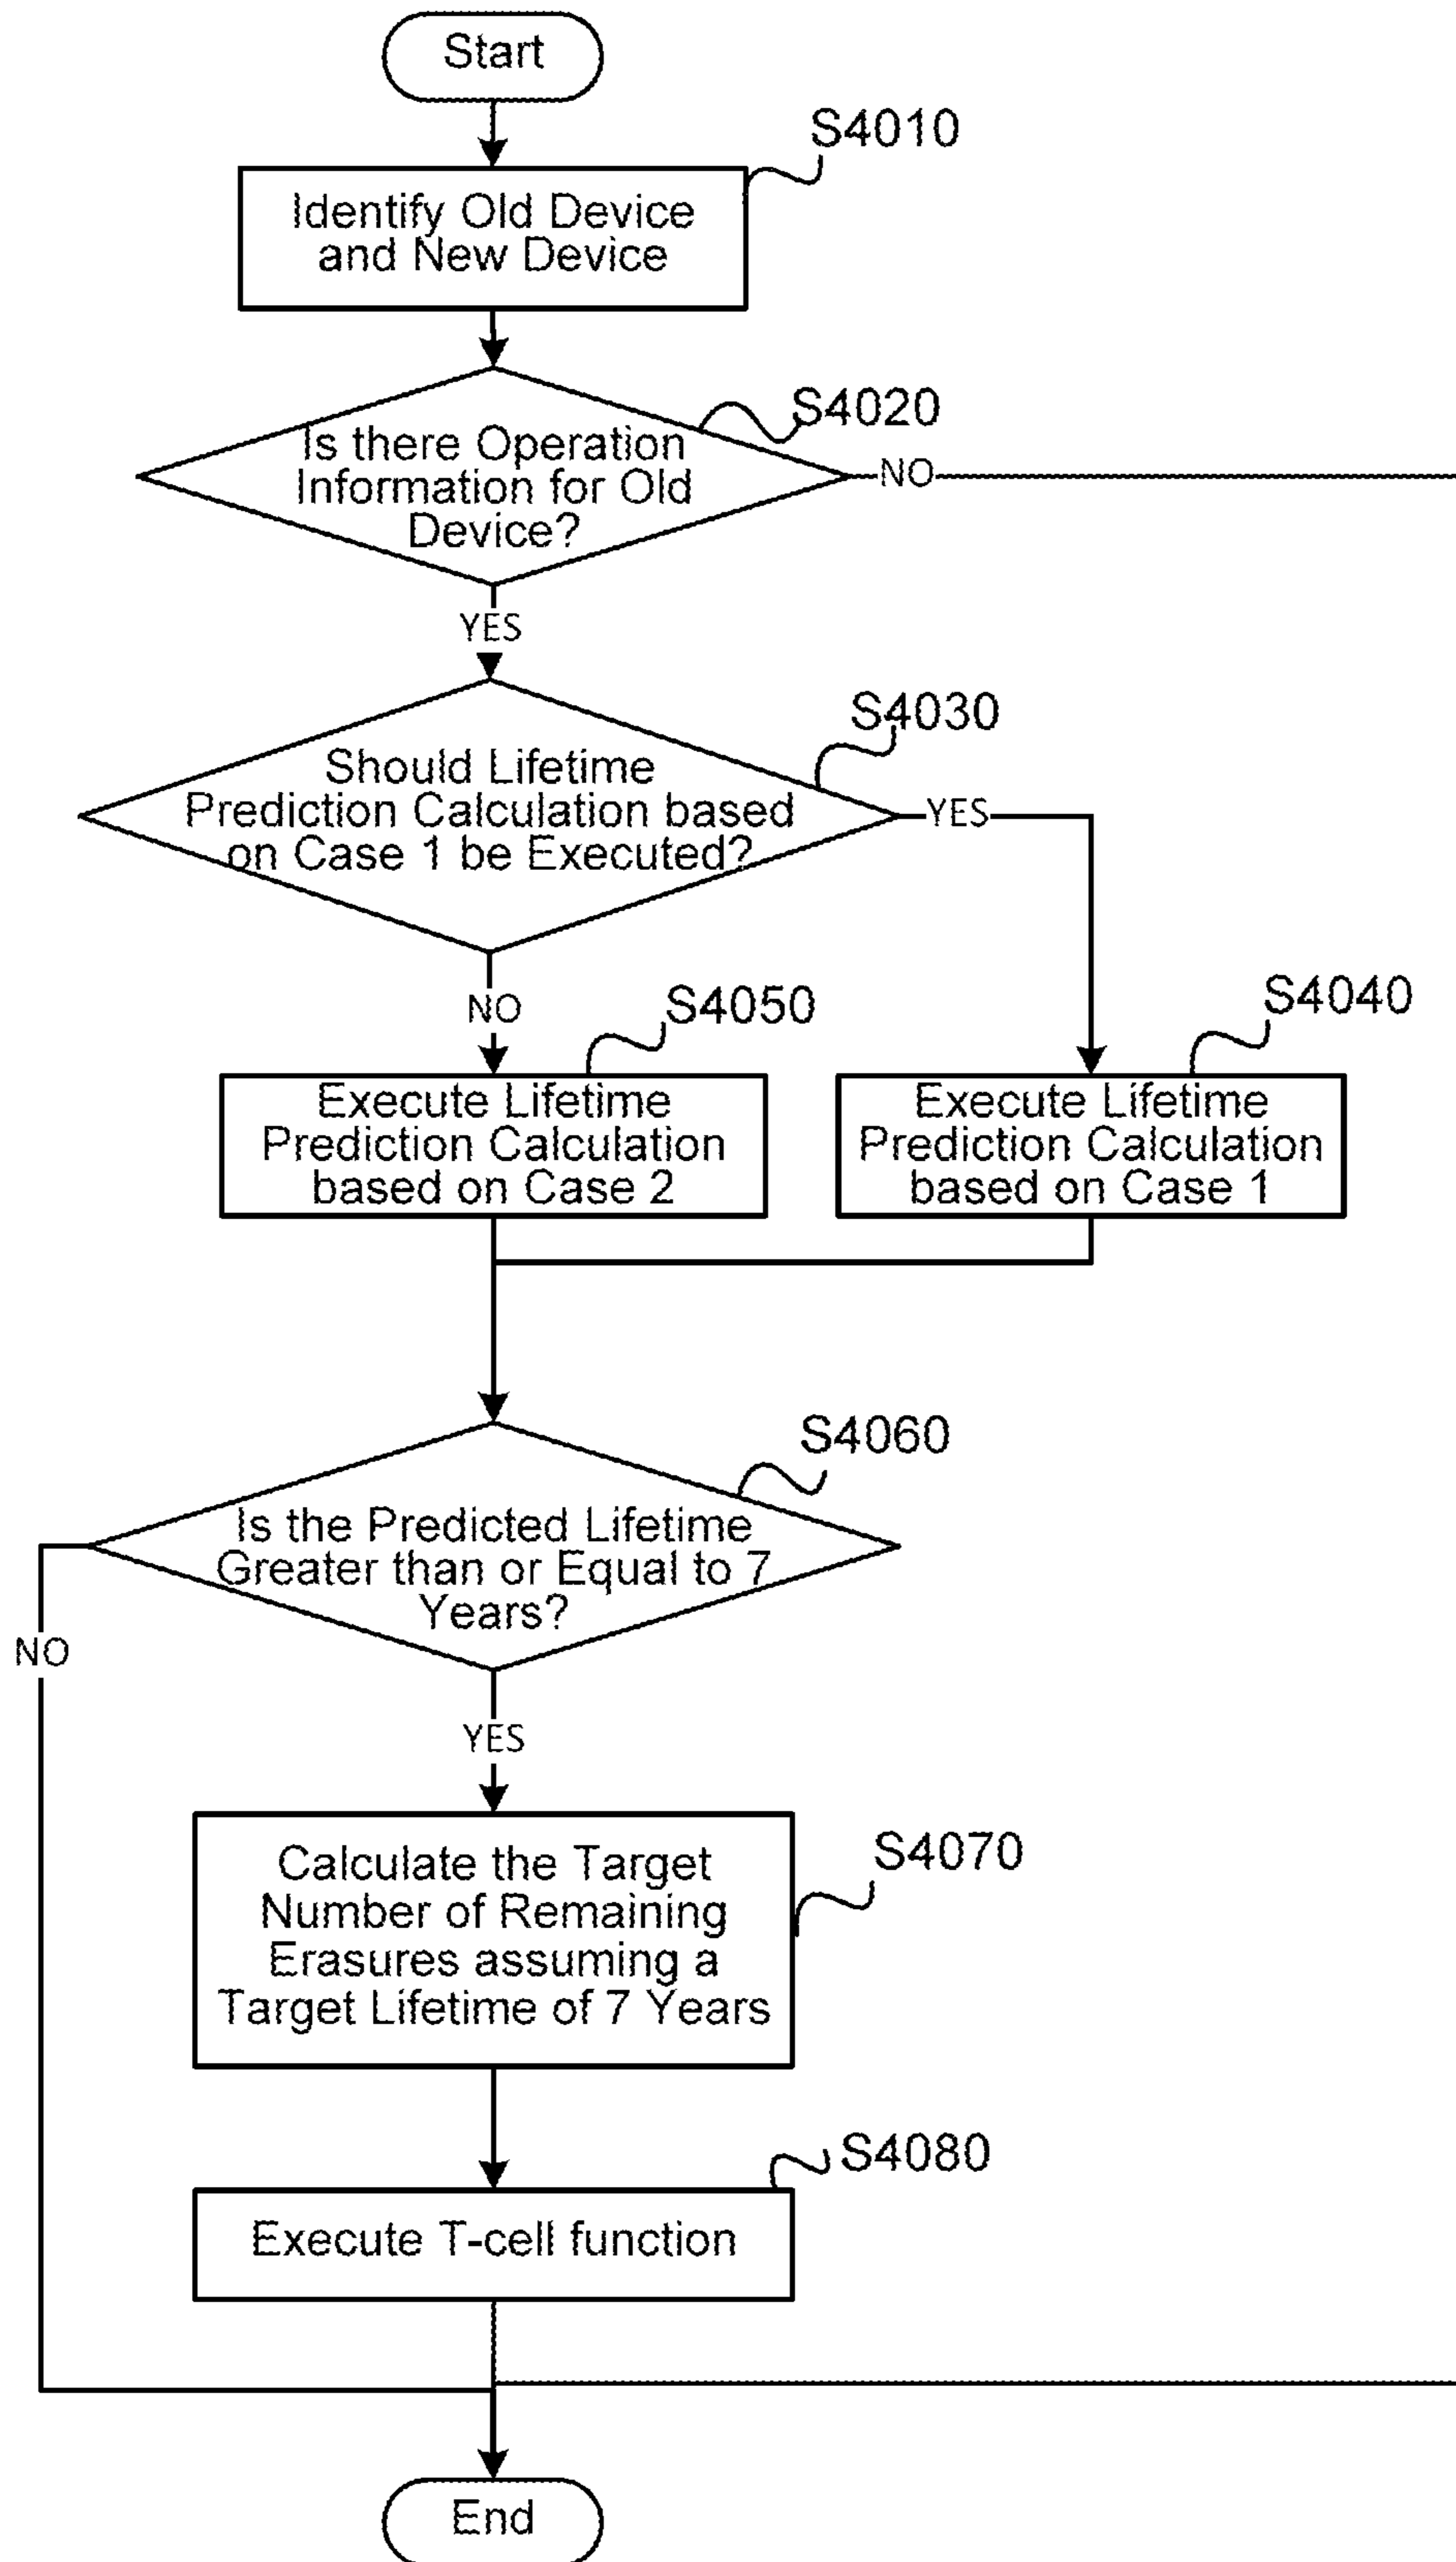 Start
S4010
Identify Old Device
and New Device
S4020
Is there Operation
Information for Old
Device?
NO
YES
S4030
Should Lifetime
Prediction Calculation based
on Case 1 be Executed?
YES
NO
S4050
S4040
Execute Lifetime
Prediction Calculation
based on Case 2
Execute Lifetime
Prediction Calculation
based on Case 1
S4060
Is the Predicted Lifetime
Greater than or Equal to 7
Years?
NO
YES
S4070
Calculate the Target
Number of Remaining
Erasures assuming a
Target Lifetime of 7 Years
S4080
Execute T-cell function
End